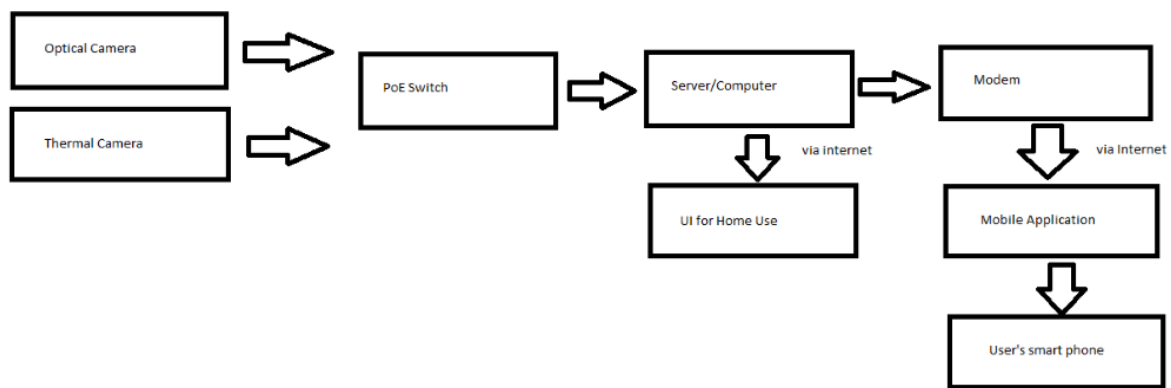 Optical Camera
Thermal Camera
PoE Switch
Server/Computer
Modem
via internet
via Internet
UI for Home Use
Mobile Application
User's smart phone